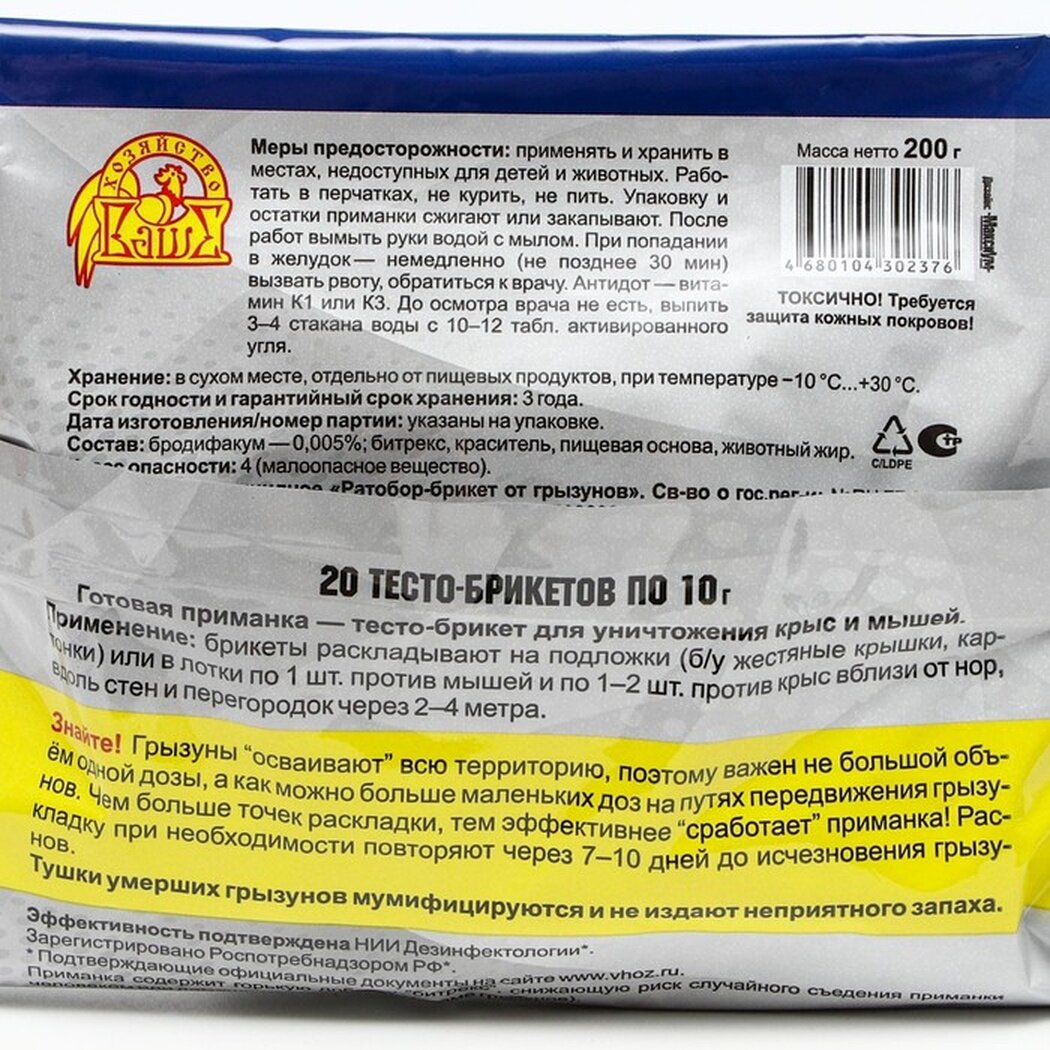 ХОЗЯЙСТВО
ВАШЕ
Меры предосторожности: применять и хранить в
местах, недоступных для детей и животных. Рабо-
тать в перчатках, не курить, не пить. Упаковку и
остатки приманки сжигают или закапывают. После
работ вымыть руки водой с мылом. При попадании
в желудок — немедленно (не позднее 30 мин)
вызвать рвоту, обратиться к врачу. Антидот — вита-
мин К1 или К3. До осмотра врача не есть, выпить
3–4 стакана воды с 10–12 табл. активированного
угля.
Масса нетто 200 г
4 680104 302376
Дизайн
ТОКСИЧНО! Требуется
защита кожных покровов!
Хранение: в сухом месте, отдельно от пищевых продуктов, при температуре −10 °С...+30 °С.
Срок годности и гарантийный срок хранения: 3 года.
Дата изготовления/номер партии: указаны на упаковке.
Состав: бродифакум — 0,005%; битрекс, краситель, пищевая основа, животный жир.
опасности: 4 (малоопасное вещество).
C/LDPE
«Ратобор-брикет от грызунов». Св-во о гос.рег-и:
20 ТЕСТО-БРИКЕТОВ ПО 10 г
Готовая приманка — тесто-брикет для уничтожения крыс и мышей.
Применение: брикеты раскладывают на подложки (б/у жестяные крышки, кар-
тонки) или в лотки по 1 шт. против мышей и по 1–2 шт. против крыс вблизи от нор,
вдоль стен и перегородок через 2–4 метра.
Знайте! Грызуны “осваивают” всю территорию, поэтому важен не большой объ-
ём одной дозы, а как можно больше маленьких доз на путях передвижения грызу-
нов. Чем больше точек раскладки, тем эффективнее “сработает” приманка! Рас-
кладку при необходимости повторяют через 7–10 дней до исчезновения грызу-
нов.
Тушки умерших грызунов мумифицируются и не издают неприятного запаха.
Эффективность подтверждена НИИ Дезинфектологии*.
Зарегистрировано Роспотребнадзором РФ*.
* Подтверждающие официальные документы на сайте www.vhoz.ru.
Приманка содержит горькую снижающую риск случайного съедения приманки